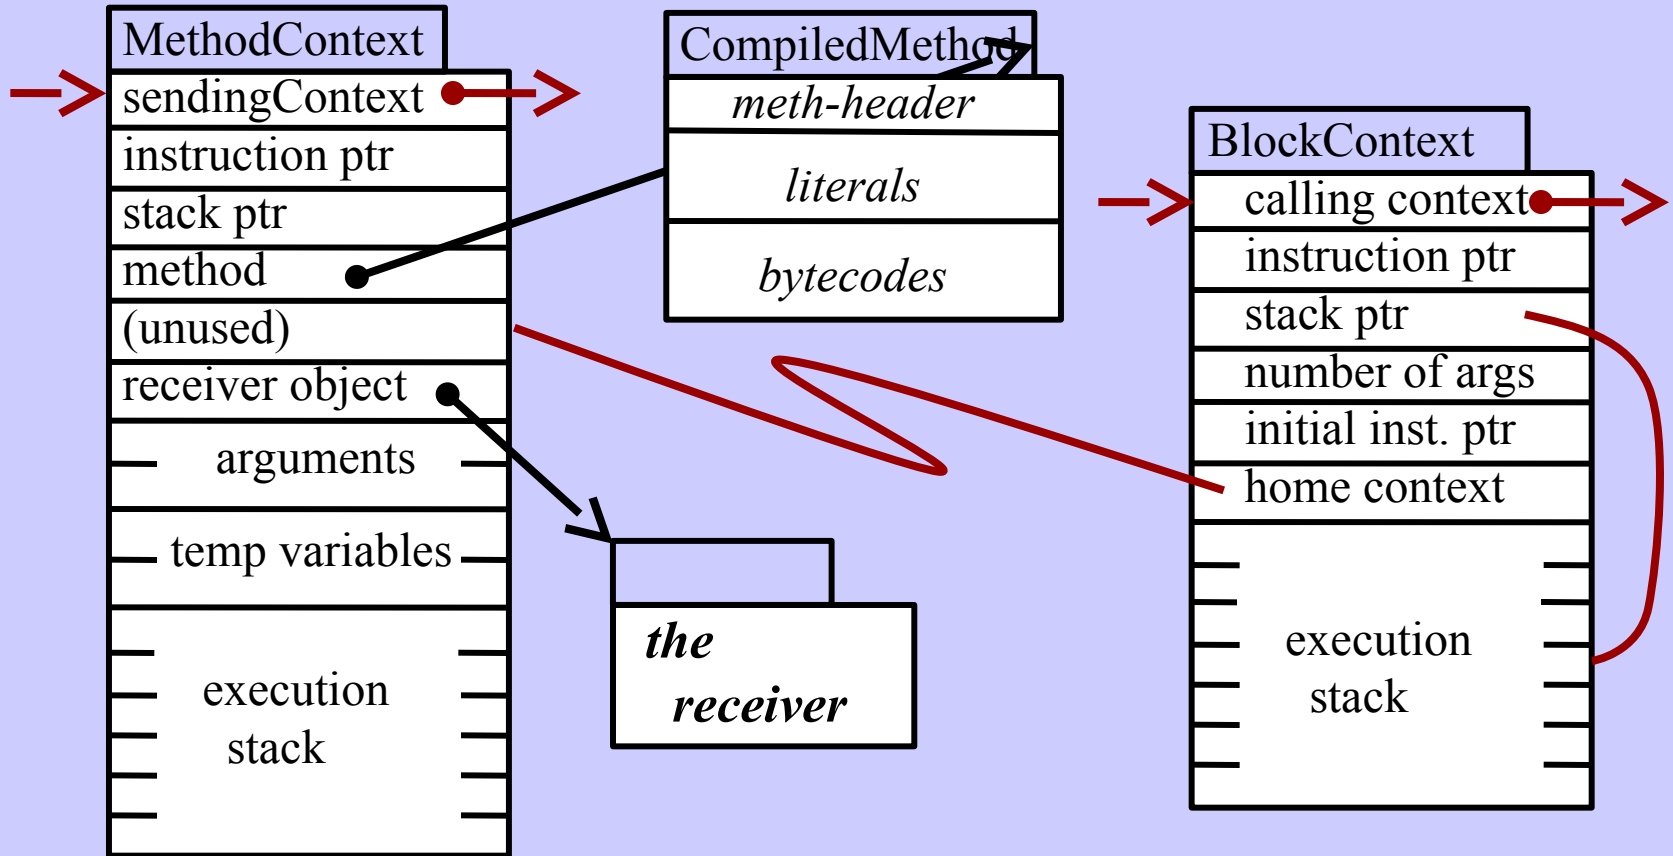 MethodContext
sendingContext
instruction ptr
stack ptr
method
(unused)
receiver object
arguments
temp variables
execution
stack
CompiledMethod
meth-header
literals
bytecodes
the
receiver
BlockContext
calling context
instruction ptr
stack ptr
number of args
initial inst. ptr
home context
execution
stack